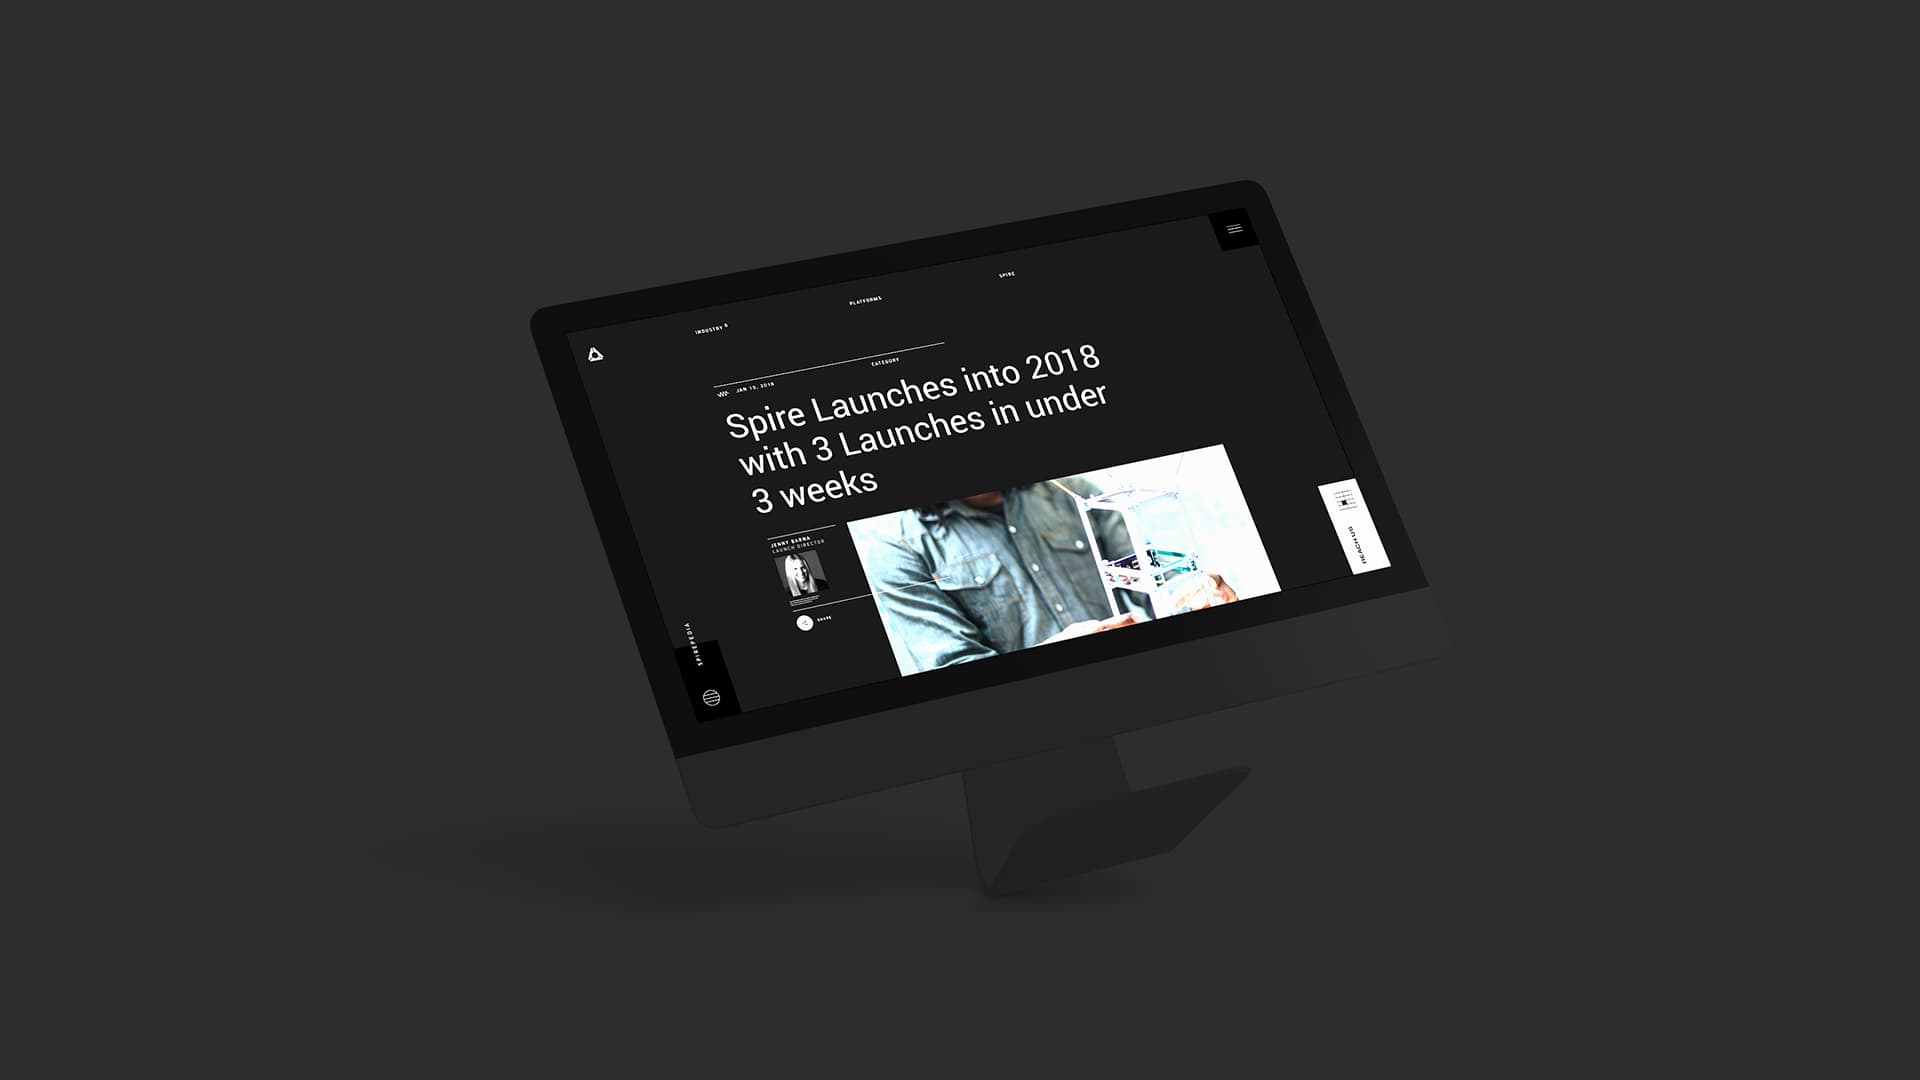 SPIRE
PLATFORMS
INDUSTRY
JAN 15, 2018
CATEGORY
Spire Launches into 2018
with 3 Launches in under
3 weeks
JENNY BARNA
LAUNCH DIRECTOR
SHARE
REACH US
SPIREPEDIA